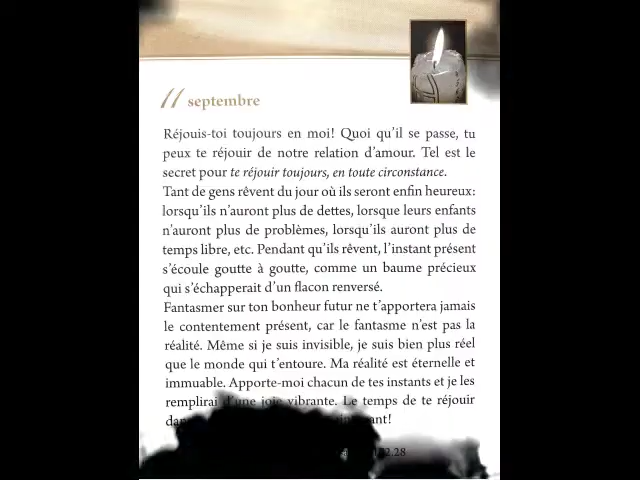 11 septembre
Réjouis-toi toujours en moi! Quoi qu'il se passe, tu
peux te réjouir de notre relation d'amour. Tel est le
secret pour te réjouir toujours, en toute circonstance.
Tant de gens rêvent du jour où ils seront enfin heureux:
lorsqu'ils n'auront plus de dettes, lorsque leurs enfants
n'auront plus de problèmes, lorsqu'ils auront plus de
temps libre, etc. Pendant qu'ils rêvent, l'instant présent
s'écoule goutte à goutte, comme un baume précieux
qui s'échapperait d'un flacon renversé.
Fantasmer sur ton bonheur futur ne t'apportera jamais
le contentement présent, car le fantasme n'est pas la
réalité. Même si je suis invisible, je suis bien plus réel
que le monde qui t'entoure. Ma réalité est éternelle et
immuable. Apporte-moi chacun de tes instants et je les
remplirai d'une joie vibrante. Le temps de te réjouir